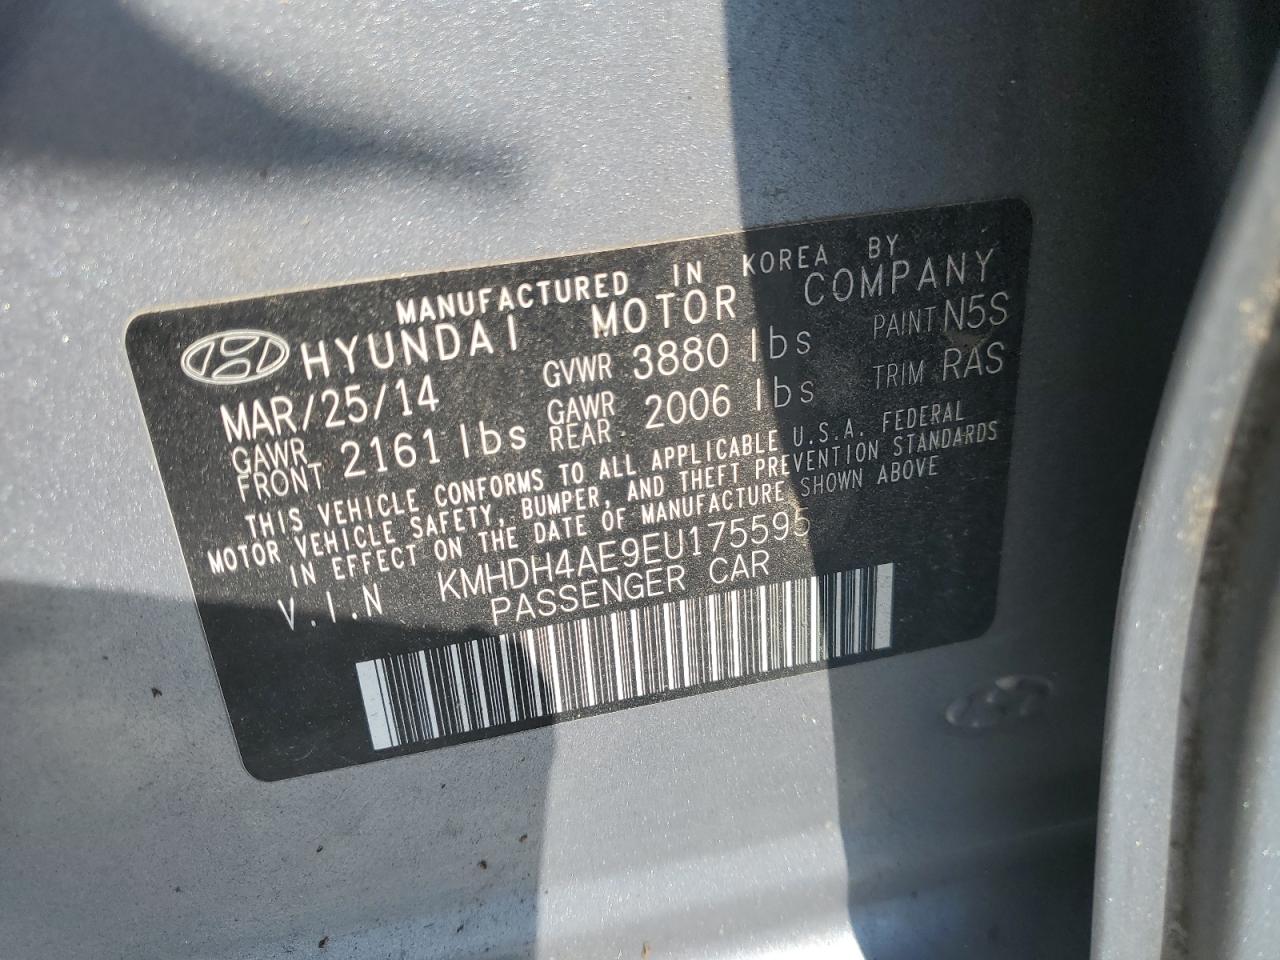 MANUFACTURED IN KOREA BY
HYUNDAI MOTOR COMPANY
MAR/25/14 GVWR 3880 lbs PAINT N5S
GAWR FRONT 2161 lbs GAWR REAR 2006 lbs TRIM RAS
THIS VEHICLE CONFORMS TO ALL APPLICABLE U.S.A. FEDERAL
MOTOR VEHICLE SAFETY, BUMPER, AND THEFT PREVENTION STANDARDS
IN EFFECT ON THE DATE OF MANUFACTURE SHOWN ABOVE
V.I.N KMHDH4AE9EU175595
PASSENGER CAR